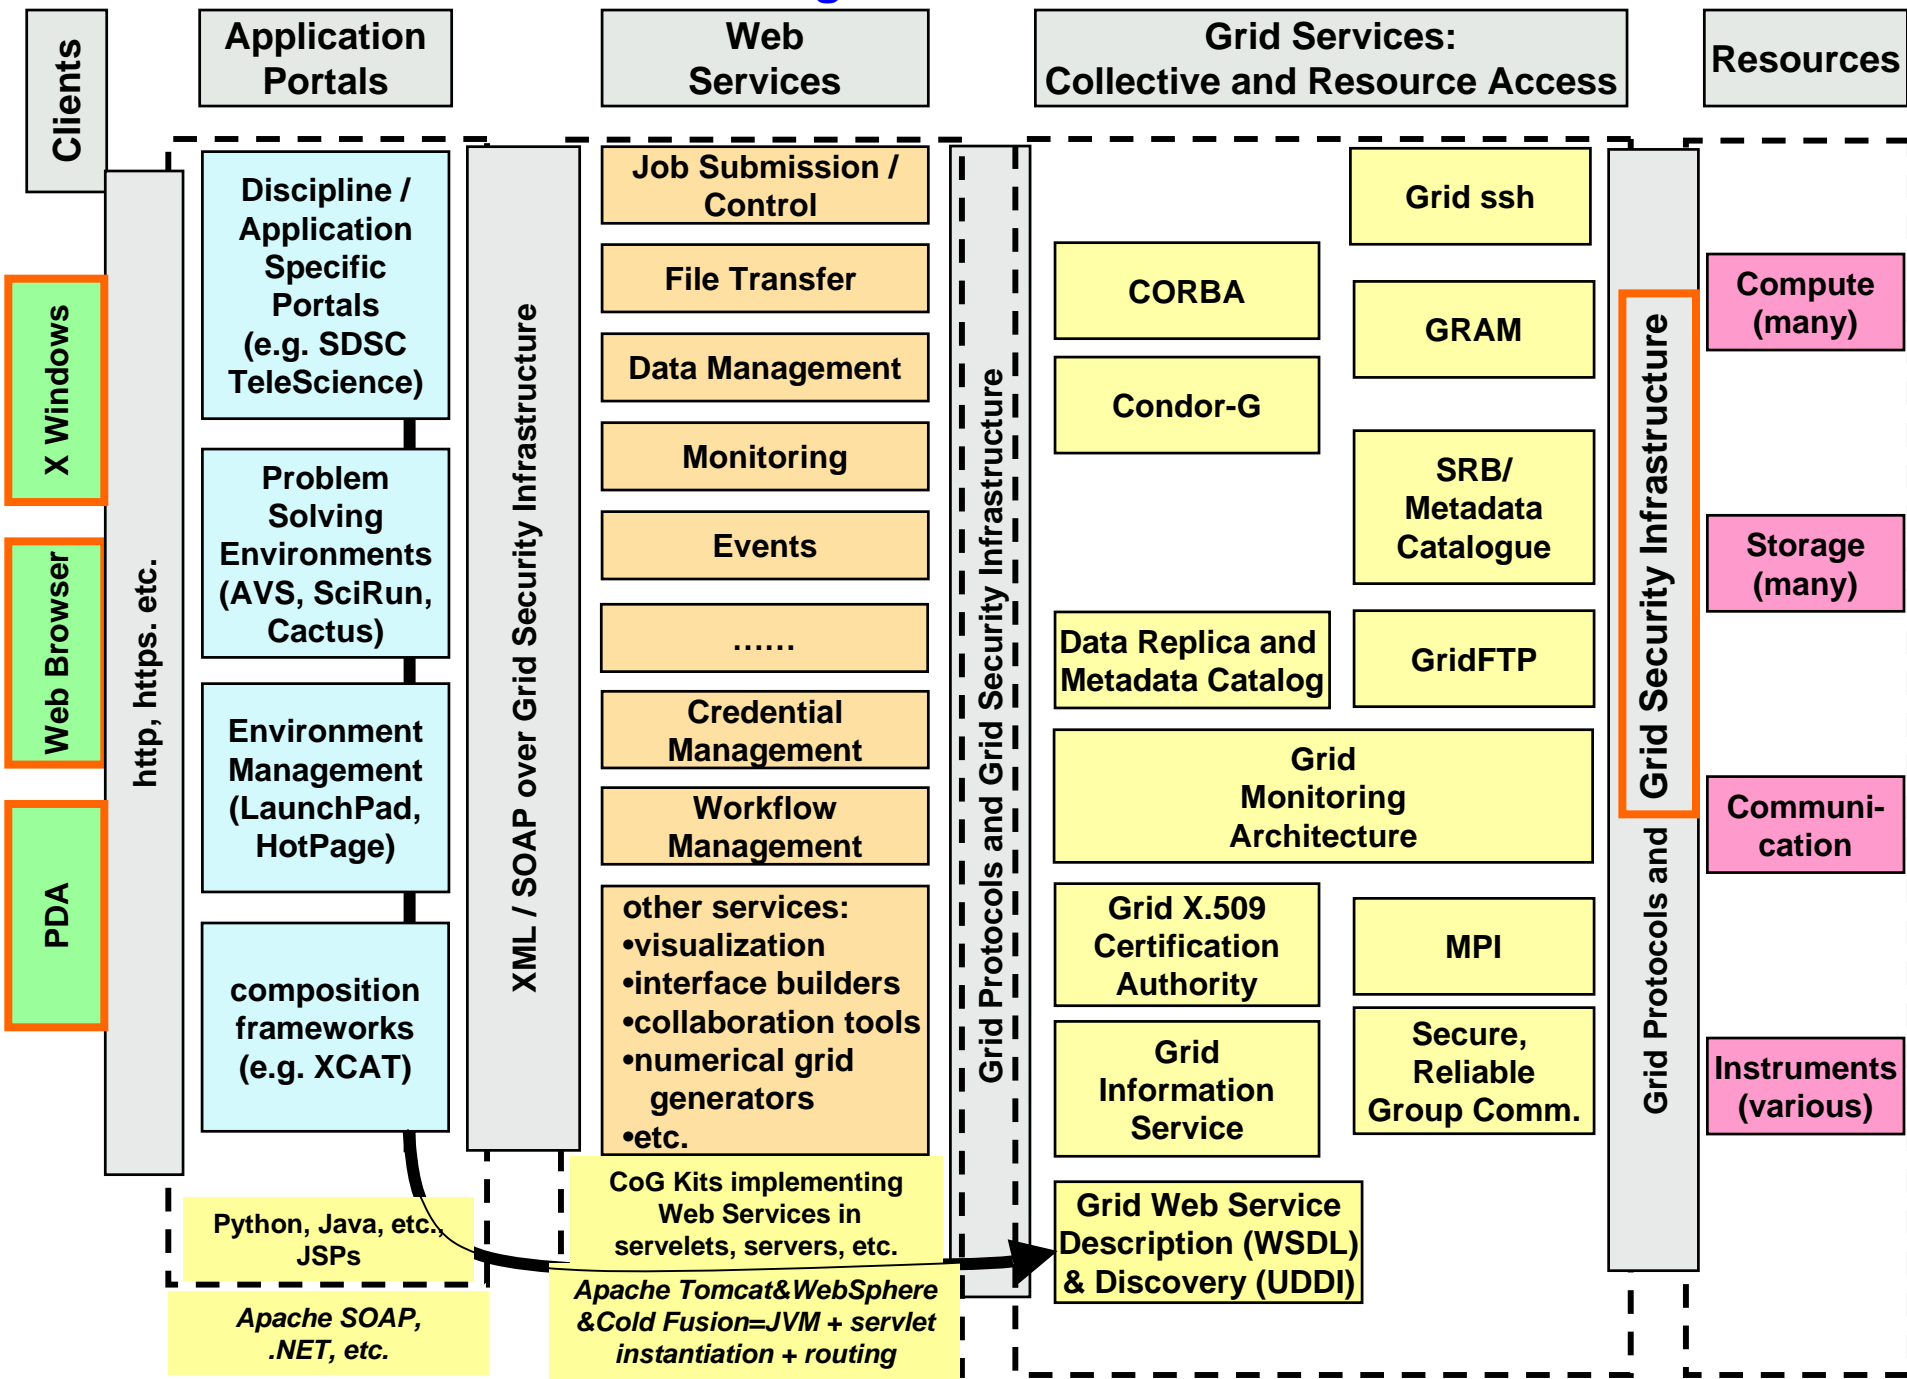 Clients
Application
Portals
Web
Services
Grid Services:
Collective and Resource Access
Resources
X Windows
Web Browser
PDA
http, https. etc.
Discipline /
Application
Specific
Portals
(e.g. SDSC
TeleScience)
Problem
Solving
Environments
(AVS, SciRun,
Cactus)
Environment
Management
(LaunchPad,
HotPage)
composition
frameworks
(e.g. XCAT)
Python, Java, etc.,
JSPs
Apache SOAP,
.NET, etc.
XML / SOAP over Grid Security Infrastructure
Job Submission /
Control
File Transfer
Data Management
Monitoring
Events
……
Credential
Management
Workflow
Management
other services:
•visualization
•interface builders
•collaboration tools
•numerical grid
generators
•etc.
CoG Kits implementing
Web Services in
servelets, servers, etc.
Apache Tomcat&WebSphere
&Cold Fusion=JVM + servlet
instantiation + routing
Grid Protocols and Grid Security Infrastructure
CORBA
Condor-G
Data Replica and
Metadata Catalog
Grid ssh
GRAM
SRB/
Metadata
Catalogue
GridFTP
Grid
Monitoring
Architecture
Grid X.509
Certification
Authority
MPI
Grid
Information
Service
Secure,
Reliable
Group Comm.
Grid Web Service
Description (WSDL)
& Discovery (UDDI)
Grid Protocols and Grid Security Infrastructure
Compute
(many)
Storage
(many)
Communi-
cation
Instruments
(various)